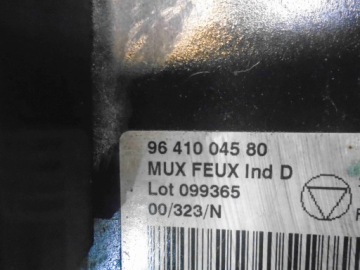 96 410 045 80
MUX FEUX Ind D
Lot 099365
00/323/N